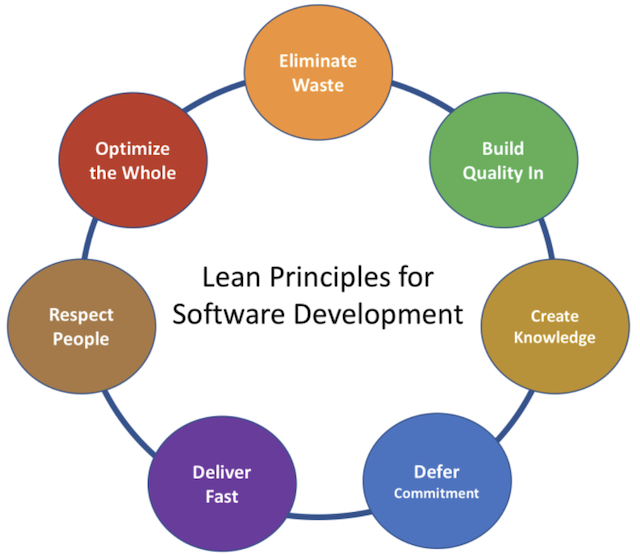 Eliminate
Waste
Build
Quality In
Create
Knowledge
Defer
Commitment
Deliver
Fast
Respect
People
Optimize
the Whole
Lean Principles for
Software Development